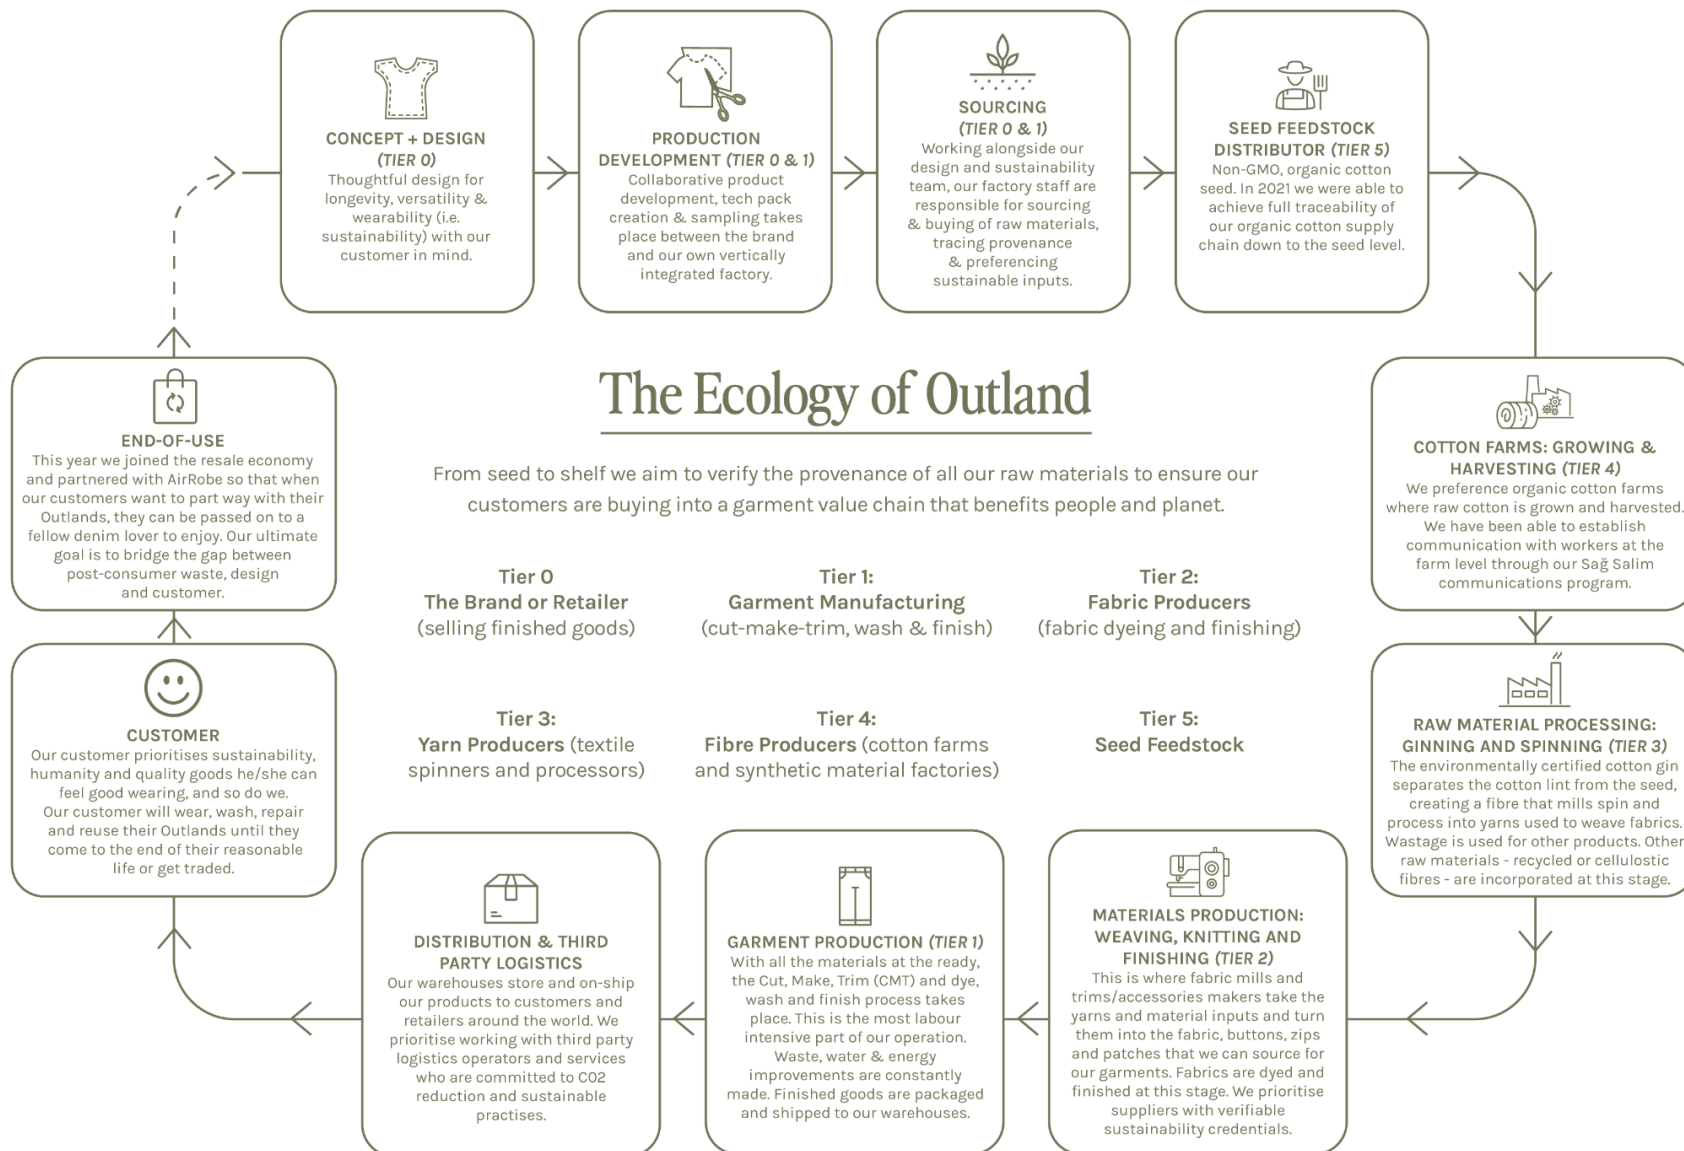 CONCEPT + DESIGN
(TIER 0)
Thoughtful design for
longevity, versatility &
wearability (i.e.
sustainability) with our
customer in mind.
PRODUCTION
DEVELOPMENT (TIER 0 & 1)
Collaborative product
development, tech pack
creation & sampling takes
place between the brand
and our own vertically
integrated factory.
SOURCING
(TIER 0 & 1)
Working alongside our
design and sustainability
team, our factory staff are
responsible for sourcing
& buying of raw materials,
tracing provenance
& preferencing
sustainable inputs.
SEED FEEDSTOCK
DISTRIBUTOR (TIER 5)
Non-GMO, organic cotton
seed. In 2021 we were able to
achieve full traceability of
our organic cotton supply
chain down to the seed level.
The Ecology of Outland
From seed to shelf we aim to verify the provenance of all our raw materials to ensure our
customers are buying into a garment value chain that benefits people and planet.
Tier 0
The Brand or Retailer
(selling finished goods)
Tier 1:
Garment Manufacturing
(cut-make-trim, wash & finish)
Tier 2:
Fabric Producers
(fabric dyeing and finishing)
Tier 3:
Yarn Producers (textile
spinners and processors)
Tier 4:
Fibre Producers (cotton farms
and synthetic material factories)
Tier 5:
Seed Feedstock
COTTON FARMS: GROWING &
HARVESTING (TIER 4)
We preference organic cotton farms
where raw cotton is grown and harvested.
We have been able to establish
communication with workers at the
farm level through our Sağ Salim
communications program.
RAW MATERIAL PROCESSING:
GINNING AND SPINNING (TIER 3)
The environmentally certified cotton gin
separates the cotton lint from the seed,
creating a fibre that mills spin and
process into yarns used to weave fabrics.
Wastage is used for other products. Other
raw materials - recycled or cellulostic
fibres - are incorporated at this stage.
MATERIALS PRODUCTION:
WEAVING, KNITTING AND
FINISHING (TIER 2)
This is where fabric mills and
trims/accessories makers take the
yarns and material inputs and turn
them into the fabric, buttons, zips
and patches that we can source for
our garments. Fabrics are dyed and
finished at this stage. We prioritise
suppliers with verifiable
sustainability credentials.
GARMENT PRODUCTION (TIER 1)
With all the materials at the ready,
the Cut, Make, Trim (CMT) and dye,
wash and finish process takes
place. This is the most labour
intensive part of our operation.
Waste, water & energy
improvements are constantly
made. Finished goods are packaged
and shipped to our warehouses.
DISTRIBUTION & THIRD
PARTY LOGISTICS
Our warehouses store and on-ship
our products to customers and
retailers around the world. We
prioritise working with third party
logistics operators and services
who are committed to CO2
reduction and sustainable
practises.
CUSTOMER
Our customer prioritises sustainability,
humanity and quality goods he/she can
feel good wearing, and so do we.
Our customer will wear, wash, repair
and reuse their Outlands until they
come to the end of their reasonable
life or get traded.
END-OF-USE
This year we joined the resale economy
and partnered with AirRobe so that when
our customers want to part way with their
Outlands, they can be passed on to a
fellow denim lover to enjoy. Our ultimate
goal is to bridge the gap between
post-consumer waste, design
and customer.